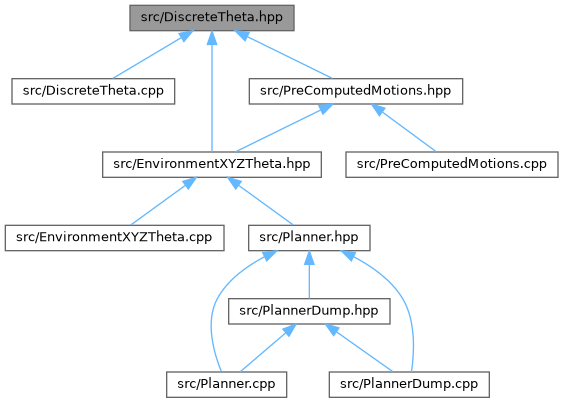 src/DiscreteTheta.hpp
src/DiscreteTheta.cpp
src/PreComputedMotions.hpp
src/EnvironmentXYZTheta.hpp
src/PreComputedMotions.cpp
src/EnvironmentXYZTheta.cpp
src/Planner.hpp
src/PlannerDump.hpp
src/Planner.cpp
src/PlannerDump.cpp